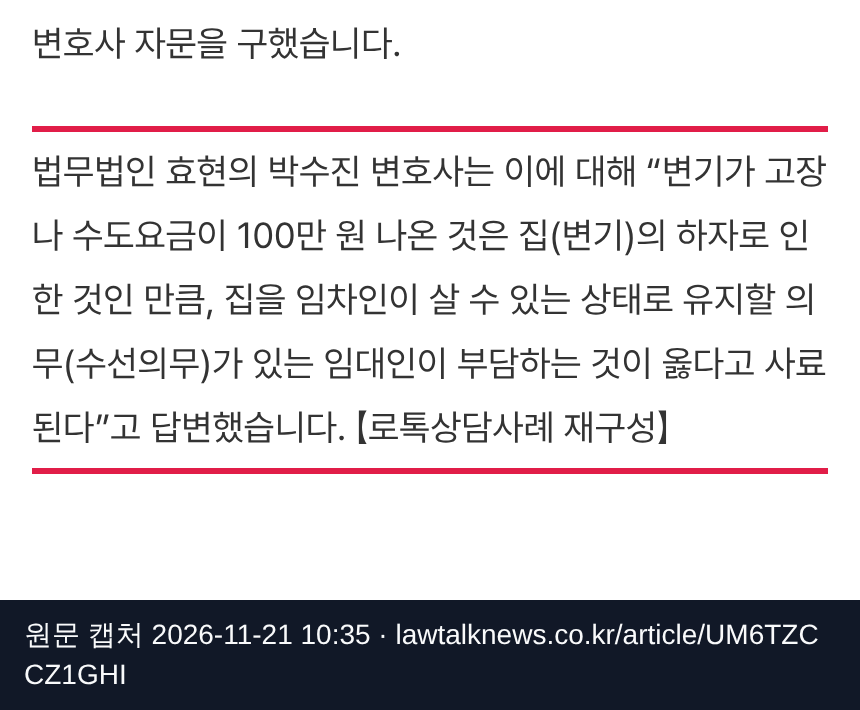 변호사 자문을 구했습니다.
법무법인 효현의 박수진 변호사는 이에 대해 “변기가 고장
나 수도요금이 100만 원 나온 것은 집(변기)의 하자로 인
한 것인 만큼, 집을 임차인이 살 수 있는 상태로 유지할 의
무(수선의무)가 있는 임대인이 부담하는 것이 옳다고 사료
된다”고 답변했습니다.【로톡상담사례 재구성】
원문 캡처 2026-11-21 10:35 · lawtalknews.co.kr/article/UM6TZC
CZ1GHI